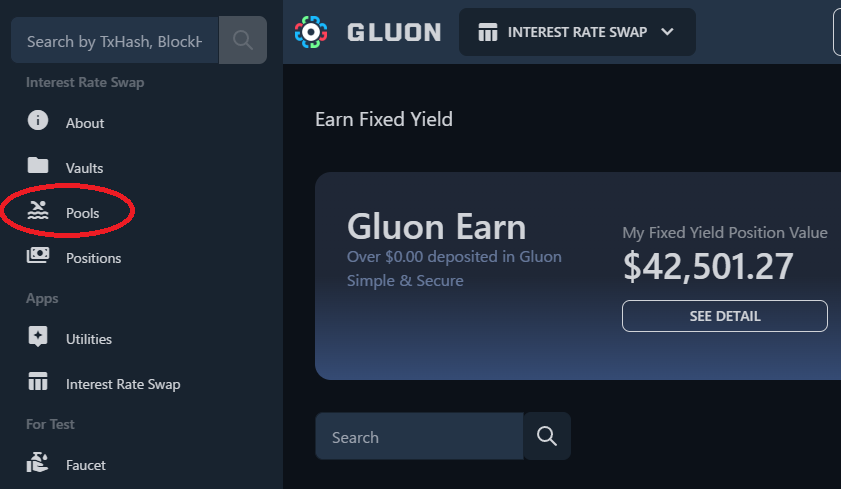 Search by TxHash, BlockH
Interest Rate Swap
About
Vaults
Pools
Positions
Apps
Utilities
Interest Rate Swap
For Test
Faucet
GLUON
INTEREST RATE SWAP
Earn Fixed Yield
Gluon Earn
Over $0.00 deposited in Gluon
Simple & Secure
My Fixed Yield Position Value
$42,501.27
SEE DETAIL
Search